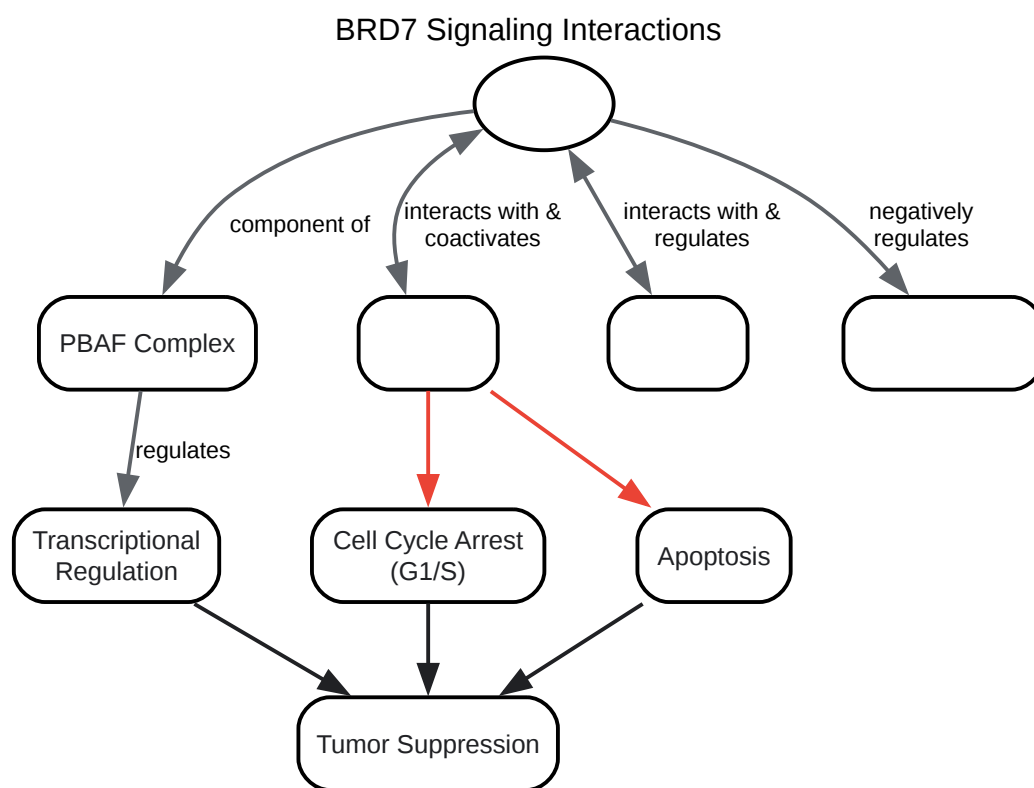 BRD7 Signaling Interactions
component of
interacts with &
coactivates
interacts with &
regulates
negatively
regulates
PBAF Complex
regulates
Transcriptional
Regulation
Cell Cycle Arrest
(G1/S)
Apoptosis
Tumor Suppression